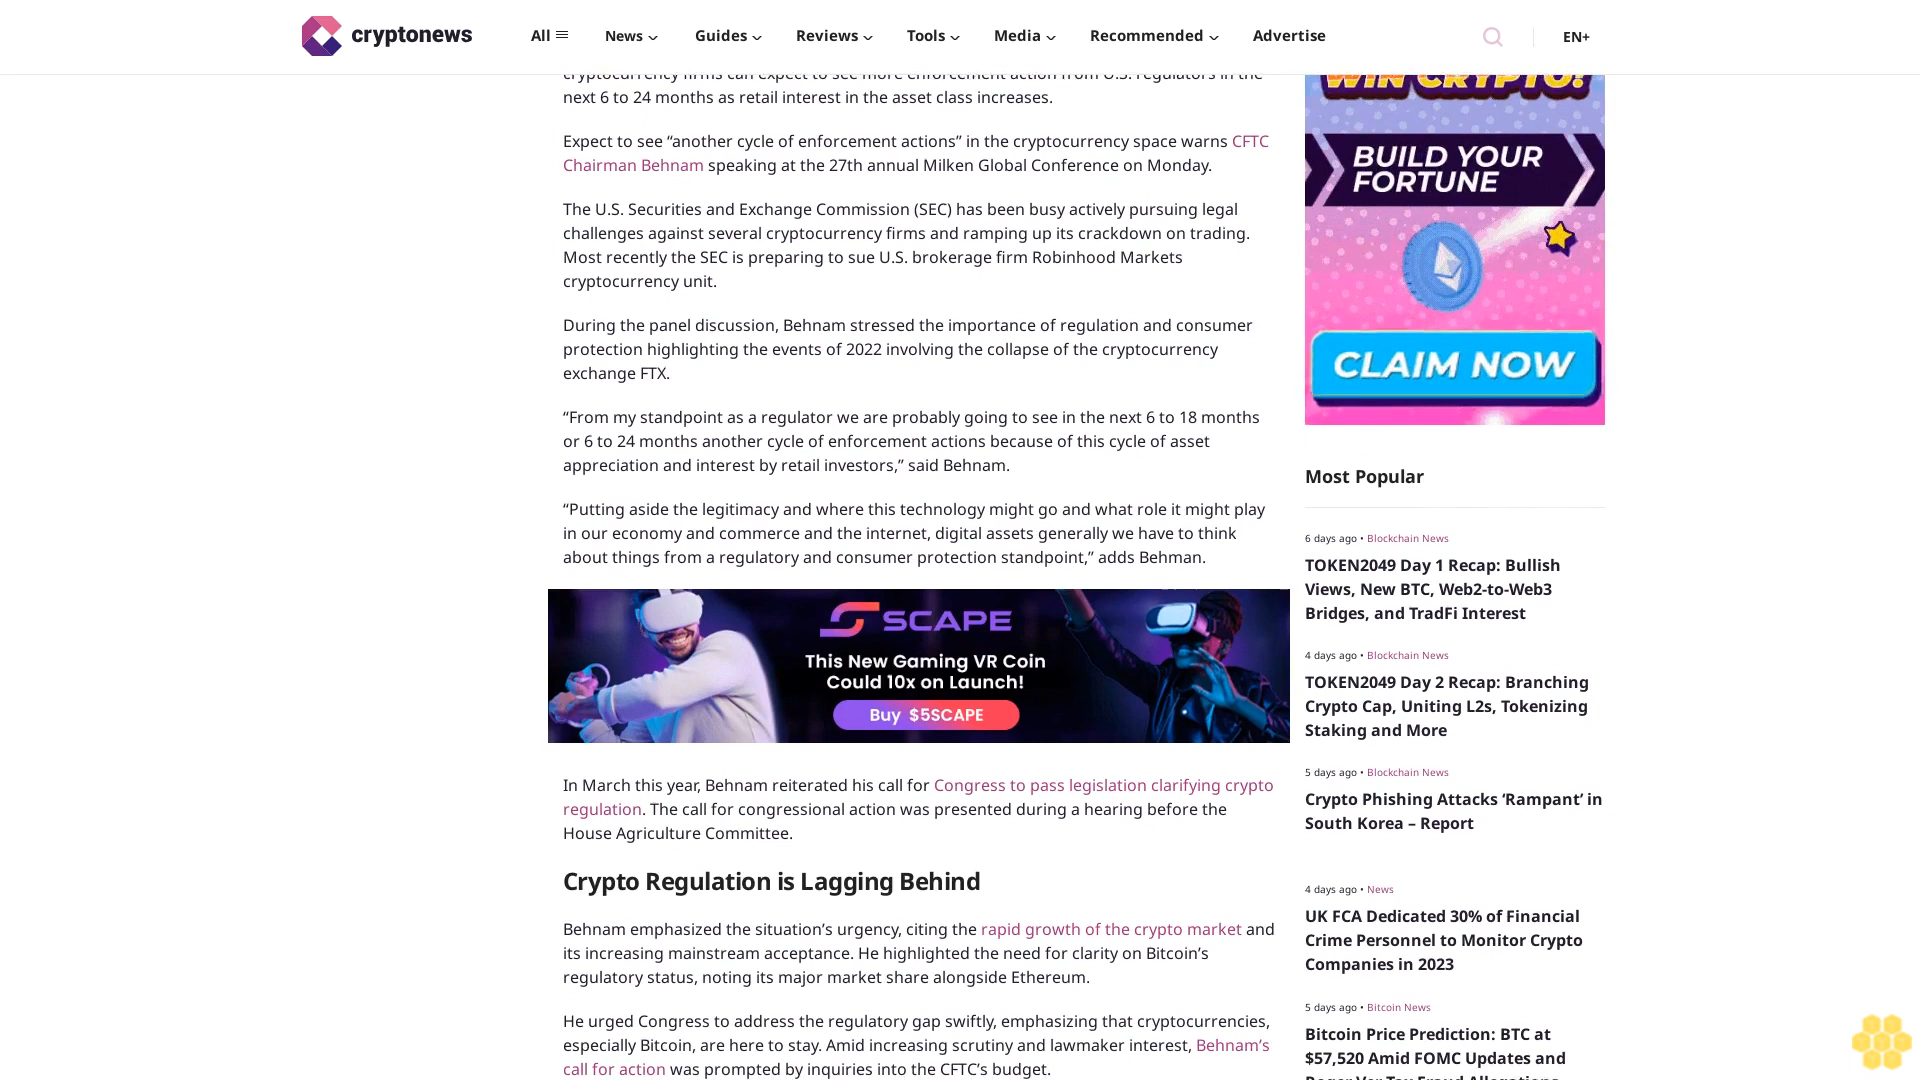 cryptonews
All
News
Guides
Reviews
Tools
Media
Recommended
Advertise
EN+
cryptocurrency firms can expect to see more enforcement action from U.S. regulators in the
next 6 to 24 months as retail interest in the asset class increases.
Expect to see “another cycle of enforcement actions” in the cryptocurrency space warns CFTC
Chairman Behnam speaking at the 27th annual Milken Global Conference on Monday.
The U.S. Securities and Exchange Commission (SEC) has been busy actively pursuing legal
challenges against several cryptocurrency firms and ramping up its crackdown on trading.
Most recently the SEC is preparing to sue U.S. brokerage firm Robinhood Markets
cryptocurrency unit.
During the panel discussion, Behnam stressed the importance of regulation and consumer
protection highlighting the events of 2022 involving the collapse of the cryptocurrency
exchange FTX.
“From my standpoint as a regulator we are probably going to see in the next 6 to 18 months
or 6 to 24 months another cycle of enforcement actions because of this cycle of asset
appreciation and interest by retail investors,” said Behnam.
“Putting aside the legitimacy and where this technology might go and what role it might play
in our economy and commerce and the internet, digital assets generally we have to think
about things from a regulatory and consumer protection standpoint,” adds Behman.
SCAPE
This New Gaming VR Coin
Could 10x on Launch!
Buy $5SCAPE
In March this year, Behnam reiterated his call for Congress to pass legislation clarifying crypto
regulation. The call for congressional action was presented during a hearing before the
House Agriculture Committee.
Crypto Regulation is Lagging Behind
Behnam emphasized the situation’s urgency, citing the rapid growth of the crypto market and
its increasing mainstream acceptance. He highlighted the need for clarity on Bitcoin’s
regulatory status, noting its major market share alongside Ethereum.
He urged Congress to address the regulatory gap swiftly, emphasizing that cryptocurrencies,
especially Bitcoin, are here to stay. Amid increasing scrutiny and lawmaker interest, Behnam’s
call for action was prompted by inquiries into the CFTC’s budget.
WIN CRYPTO!
BUILD YOUR
FORTUNE
CLAIM NOW
Most Popular
6 days ago • Blockchain News
TOKEN2049 Day 1 Recap: Bullish
Views, New BTC, Web2-to-Web3
Bridges, and TradFi Interest
4 days ago • Blockchain News
TOKEN2049 Day 2 Recap: Branching
Crypto Cap, Uniting L2s, Tokenizing
Staking and More
5 days ago • Blockchain News
Crypto Phishing Attacks ‘Rampant’ in
South Korea – Report
4 days ago • News
UK FCA Dedicated 30% of Financial
Crime Personnel to Monitor Crypto
Companies in 2023
5 days ago • Bitcoin News
Bitcoin Price Prediction: BTC at
$57,520 Amid FOMC Updates and
Roger Ver Tax Fraud Allegations